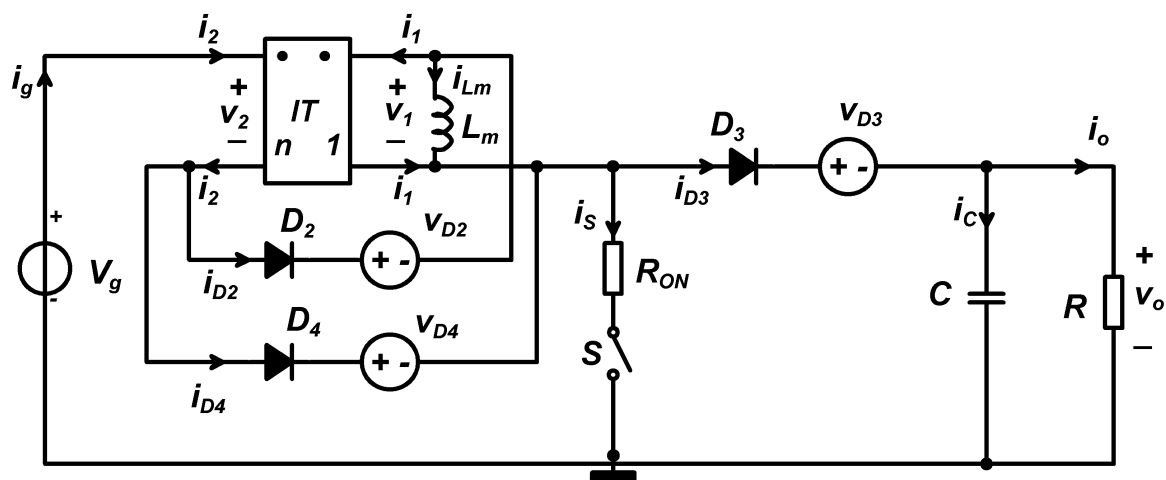 i2
i1
ig
+
v2
−
IT
n
1
+
v1
−
iLm
Lm
i2
i1
D3
vD3
iD3
+ -
io
D2
vD2
iD2
+ -
iS
RON
iC
C
+
vo
−
R
+
Vg
-
D4
vD4
iD4
+ -
S